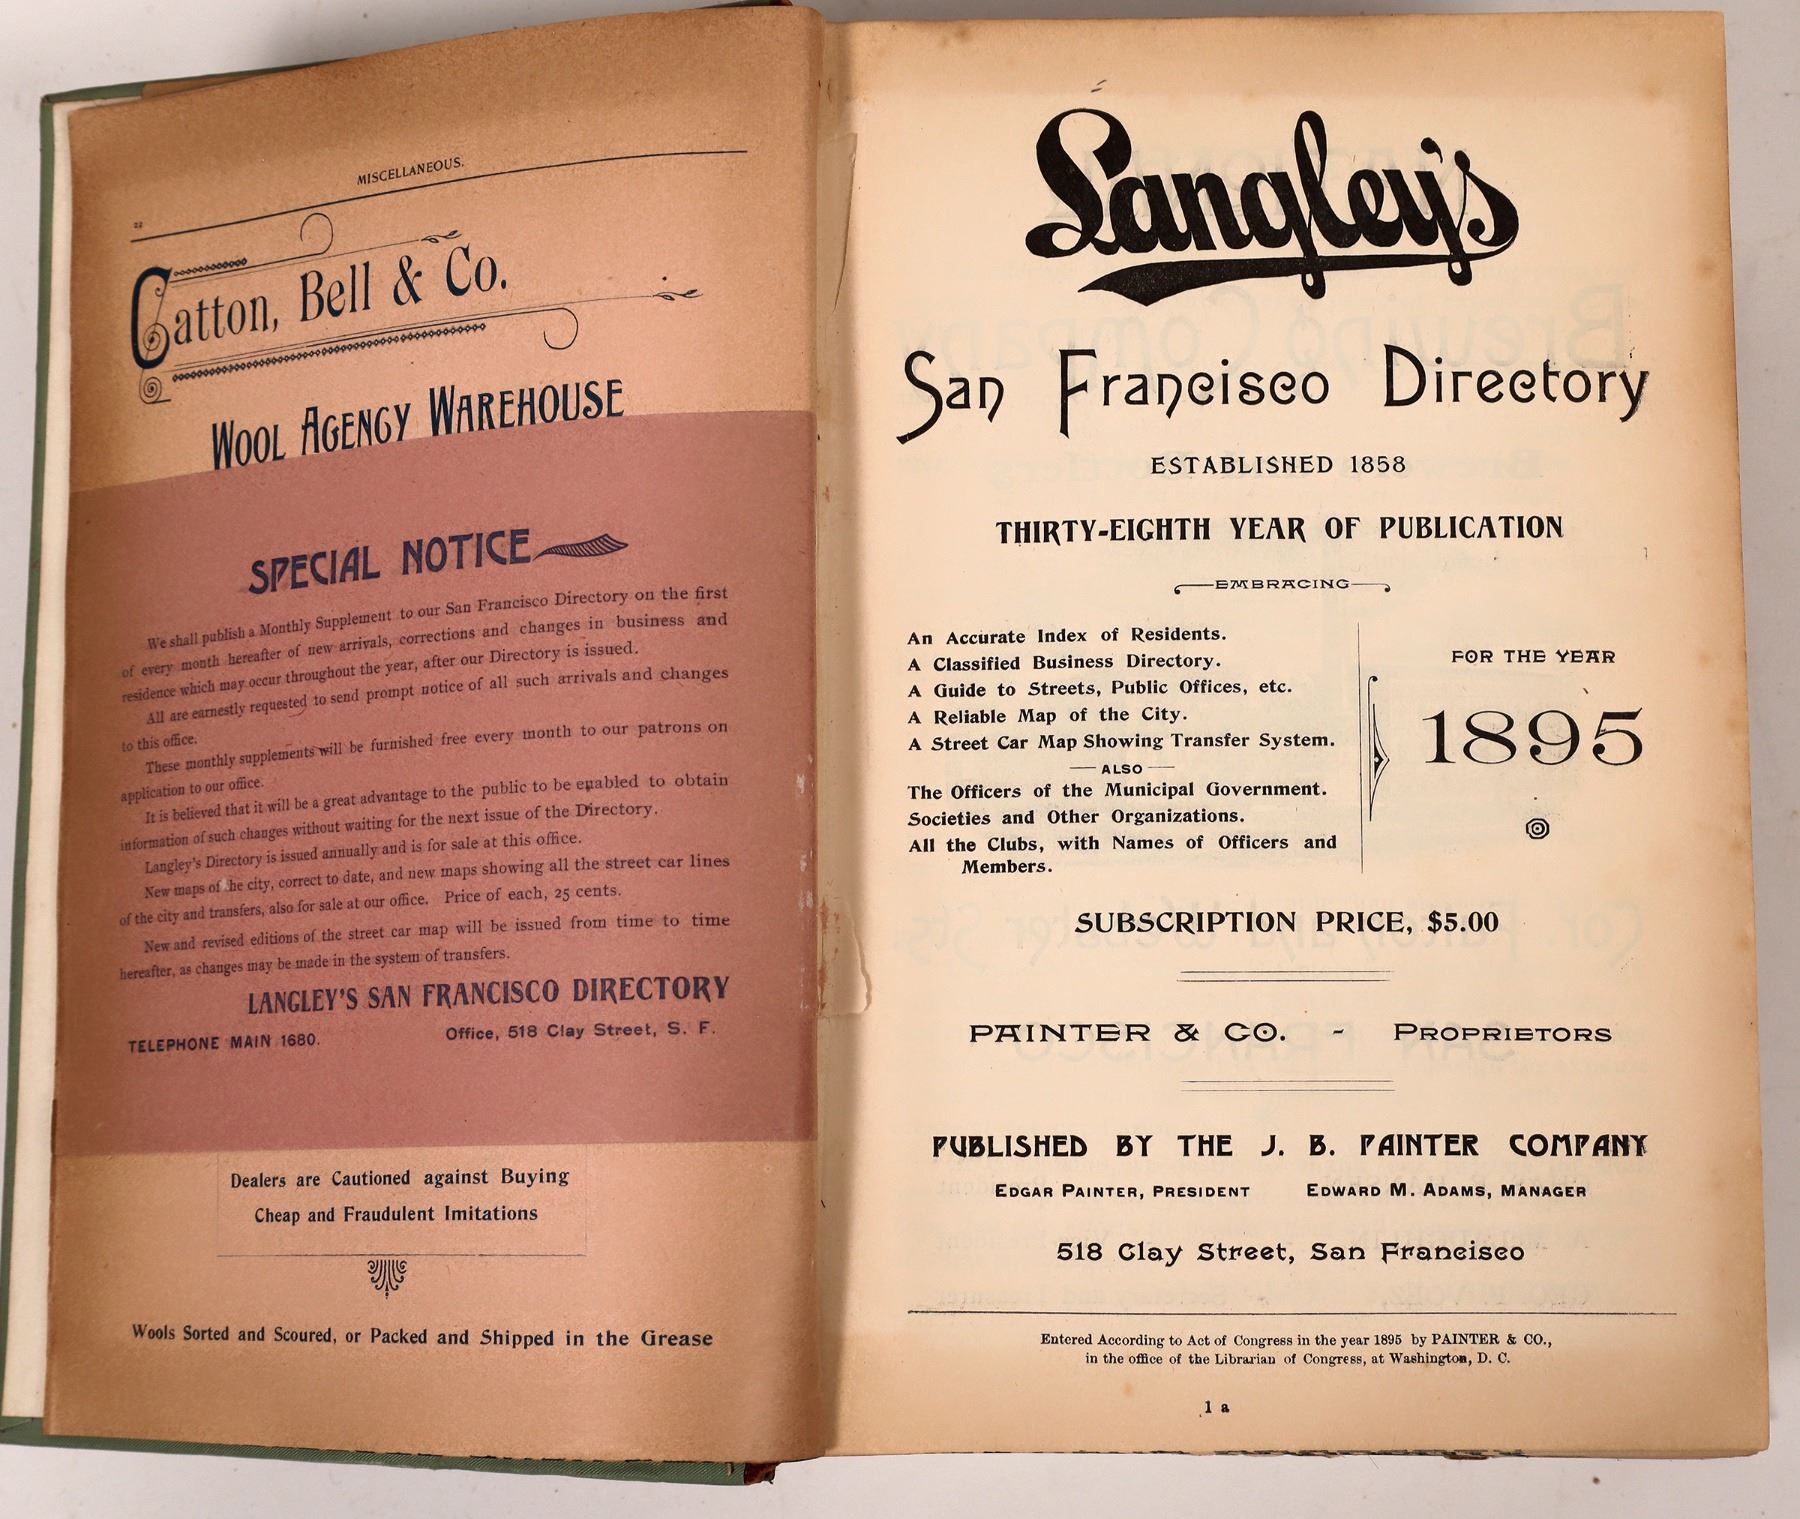 MISCELLANEOUS.
22
Catton, Bell & Co.
WOOL AGENCY WAREHOUSE
SPECIAL NOTICE
We shall publish a Monthly Supplement to our San Francisco Directory on the first
of every month hereafter of new arrivals, corrections and changes in business and
residence which may occur throughout the year, after our Directory is issued.
All are earnestly requested to send prompt notice of all such arrivals and changes
to this office.
These monthly supplements will be furnished free every month to our patrons on
application to our office.
It is believed that it will be a great advantage to the public to be enabled to obtain
information of such changes without waiting for the next issue of the Directory.
Langley's Directory is issued annually and is for sale at this office.
New maps of the city, correct to date, and new maps showing all the street car lines
of the city and transfers, also for sale at our office. Price of each, 25 cents.
New and revised editions of the street car map will be issued from time to time
hereafter, as changes may be made in the system of transfers.
LANGLEY'S SAN FRANCISCO DIRECTORY
TELEPHONE MAIN 1680. Office, 518 Clay Street, S. F.
Dealers are Cautioned against Buying
Cheap and Fraudulent Imitations
Wools Sorted and Scoured, or Packed and Shipped in the Grease
Langley's
San Francisco Directory
ESTABLISHED 1858
THIRTY-EIGHTH YEAR OF PUBLICATION
EMBRACING
An Accurate Index of Residents.
A Classified Business Directory.
A Guide to Streets, Public Offices, etc.
A Reliable Map of the City.
A Street Car Map Showing Transfer System.
ALSO
The Officers of the Municipal Government.
Societies and Other Organizations.
All the Clubs, with Names of Officers and
Members.
FOR THE YEAR
1895
SUBSCRIPTION PRICE, $5.00
PAINTER & CO. - PROPRIETORS
PUBLISHED BY THE J. B. PAINTER COMPANY
EDGAR PAINTER, PRESIDENT EDWARD M. ADAMS, MANAGER
518 Clay Street, San Francisco
Entered According to Act of Congress in the year 1895 by PAINTER & CO.,
in the office of the Librarian of Congress, at Washington, D. C.
1 a